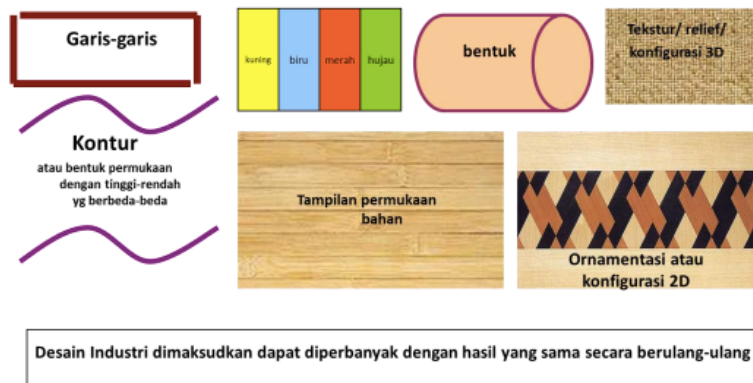 Garis-garis
kuning
biru
merah
hujau
bentuk
Tekstur/ relief/
konfigurasi 3D
Kontur
atau bentuk permukaan
dengan tinggi-rendah
yg berbeda-beda
Tampilan permukaan
bahan
Ornamentasi atau
konfigurasi 2D
Desain Industri dimaksudkan dapat diperbanyak dengan hasil yang sama secara berulang-ulang